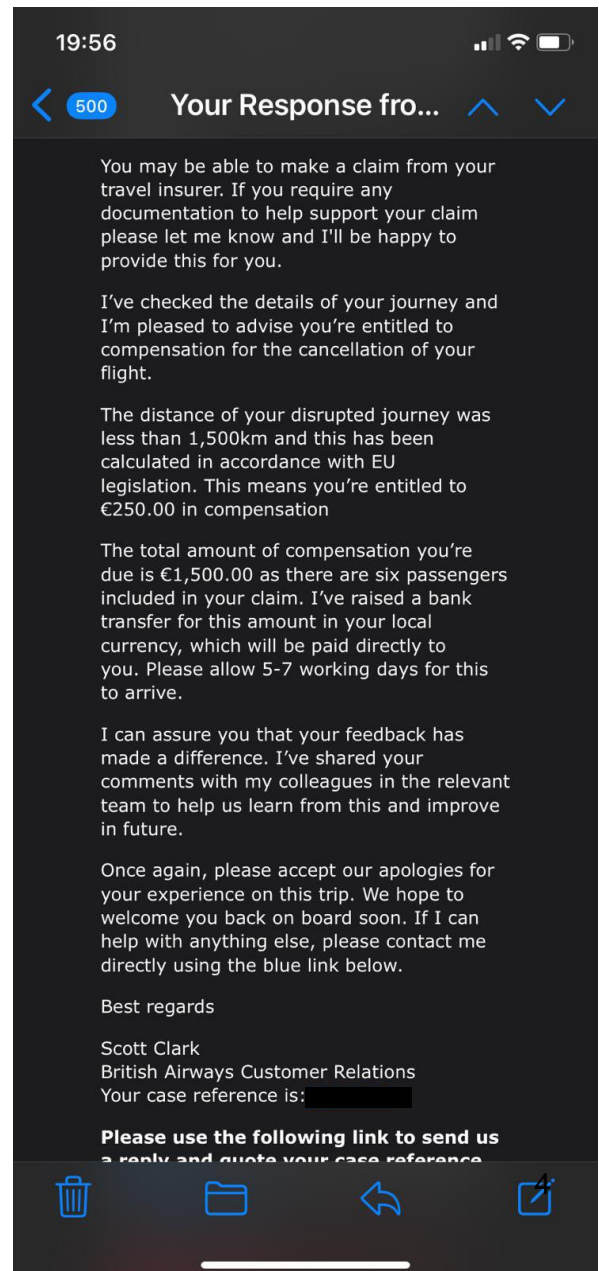 19:56
500
Your Response fro...
You may be able to make a claim from your
travel insurer. If you require any
documentation to help support your claim
please let me know and I'll be happy to
provide this for you.
I’ve checked the details of your journey and
I’m pleased to advise you’re entitled to
compensation for the cancellation of your
flight.
The distance of your disrupted journey was
less than 1,500km and this has been
calculated in accordance with EU
legislation. This means you’re entitled to
€250.00 in compensation
The total amount of compensation you’re
due is €1,500.00 as there are six passengers
included in your claim. I’ve raised a bank
transfer for this amount in your local
currency, which will be paid directly to
you. Please allow 5-7 working days for this
to arrive.
I can assure you that your feedback has
made a difference. I’ve shared your
comments with my colleagues in the relevant
team to help us learn from this and improve
in future.
Once again, please accept our apologies for
your experience on this trip. We hope to
welcome you back on board soon. If I can
help with anything else, please contact me
directly using the blue link below.
Best regards
Scott Clark
British Airways Customer Relations
Your case reference is:
Please use the following link to send us
a reply and quote your case reference
4